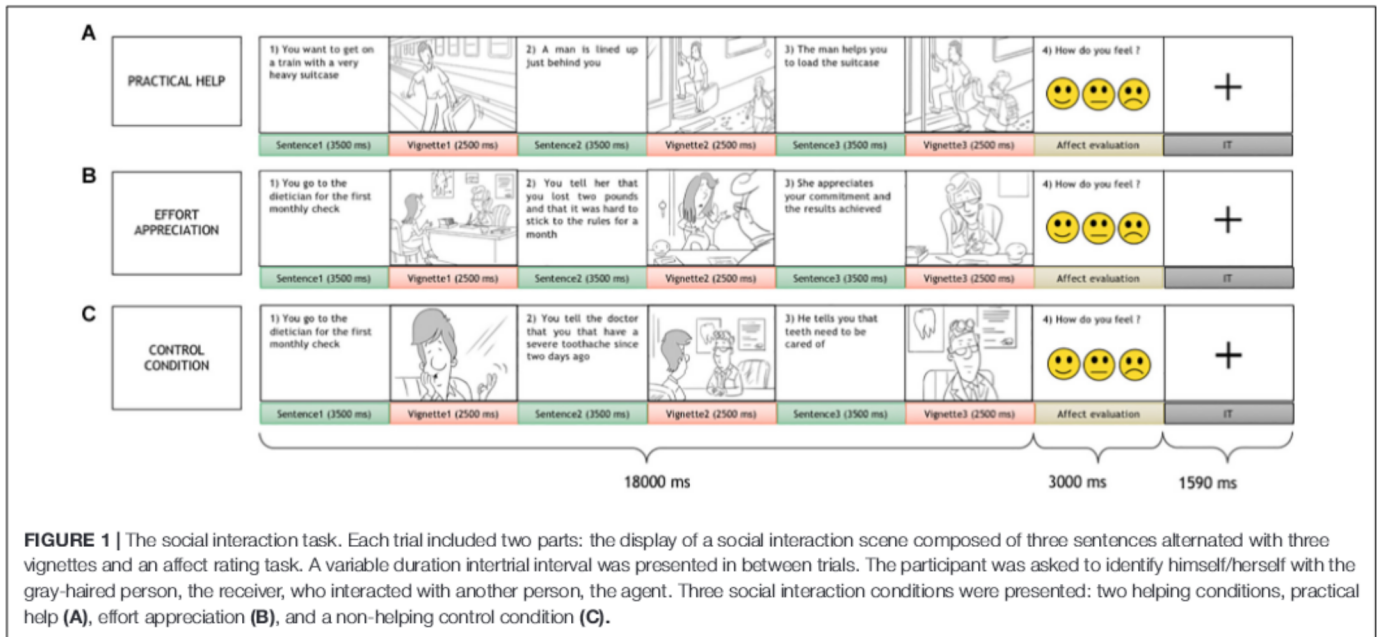 A
PRACTICAL HELP
1) You want to get on
a train with a very
heavy suitcase
2) A man is lined up
just behind you
3) The man helps you
to load the suitcase
4) How do you feel ?
Sentence1 (3500 ms)
Vignette1 (2500 ms)
Sentence2 (3500 ms)
Vignette2 (2500 ms)
Sentence3 (3500 ms)
Vignette3 (2500 ms)
Affect evaluation
IT
B
EFFORT
APPRECIATION
1) You go to the
dietician for the first
monthly check
2) You tell her that
you lost two pounds
and that it was hard to
stick to the rules for a
month
3) She appreciates
your commitment and
the results achieved
4) How do you feel ?
Sentence1 (3500 ms)
Vignette1 (2500 ms)
Sentence2 (3500 ms)
Vignette2 (2500 ms)
Sentence3 (3500 ms)
Vignette3 (2500 ms)
Affect evaluation
IT
C
CONTROL
CONDITION
1) You go to the
dietician for the first
monthly check
2) You tell the doctor
that you that have a
severe toothache since
two days ago
3) He tells you that
teeth need to be
cared of
4) How do you feel ?
Sentence1 (3500 ms)
Vignette1 (2500 ms)
Sentence2 (3500 ms)
Vignette2 (2500 ms)
Sentence3 (3500 ms)
Vignette3 (2500 ms)
Affect evaluation
IT
18000 ms
3000 ms
1590 ms
FIGURE 1 | The social interaction task. Each trial included two parts: the display of a social interaction scene composed of three sentences alternated with three
vignettes and an affect rating task. A variable duration intertrial interval was presented in between trials. The participant was asked to identify himself/herself with the
gray-haired person, the receiver, who interacted with another person, the agent. Three social interaction conditions were presented: two helping conditions, practical
help (A), effort appreciation (B), and a non-helping control condition (C).